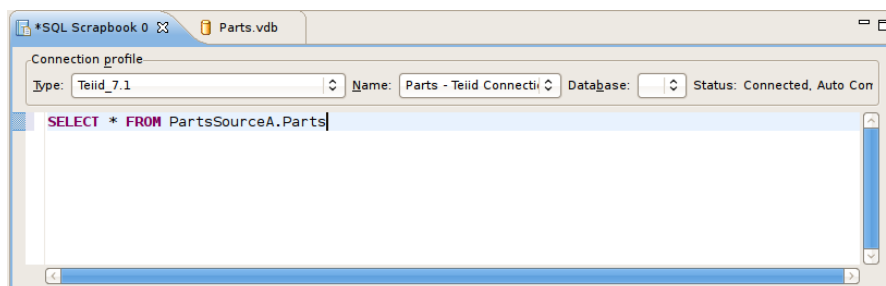 *SQL Scrapbook 0 Parts.vdb
Connection profile
Type: Teiid_7.1 Name: Parts - Teiid Connecti Database: Status: Connected, Auto Com
SELECT * FROM PartsSourceA.Parts